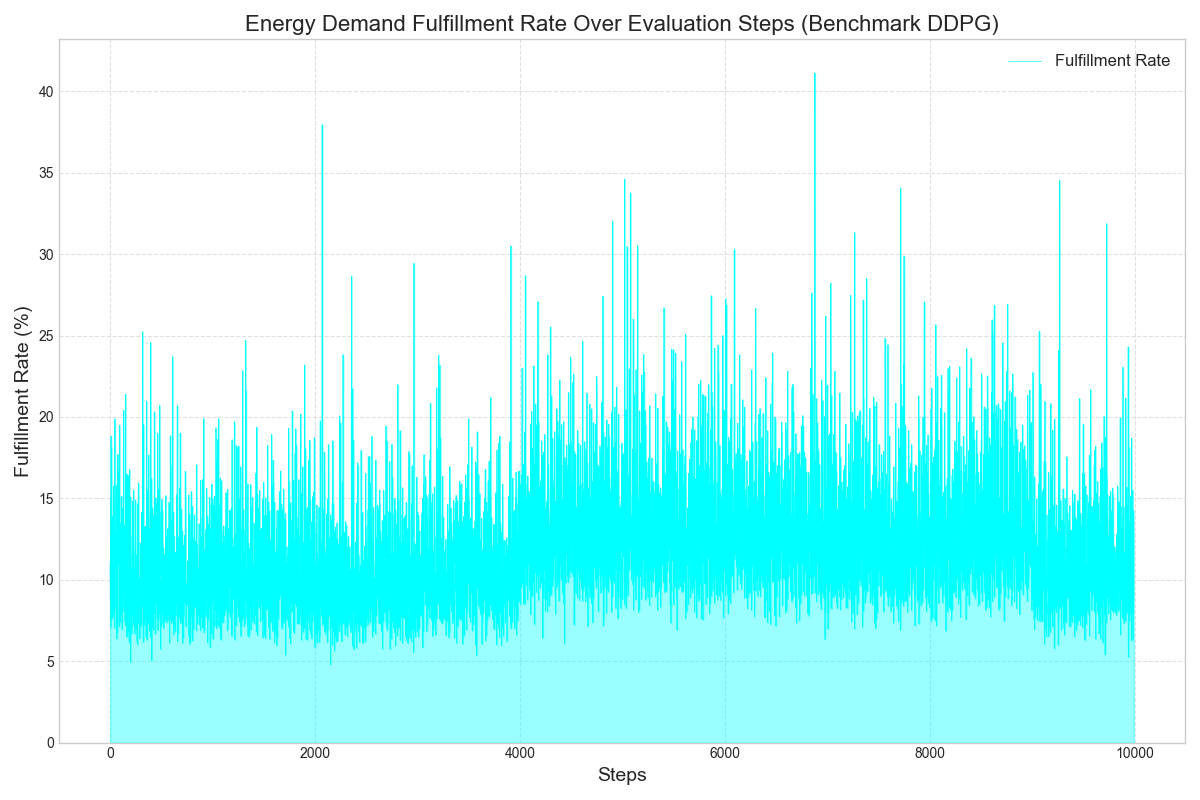 Energy Demand Fulfillment Rate Over Evaluation Steps (Benchmark DDPG)
Fulfillment Rate
Fulfillment Rate (%)
40
35
30
25
20
15
10
5
0
0 2000 4000 6000 8000 10000
Steps